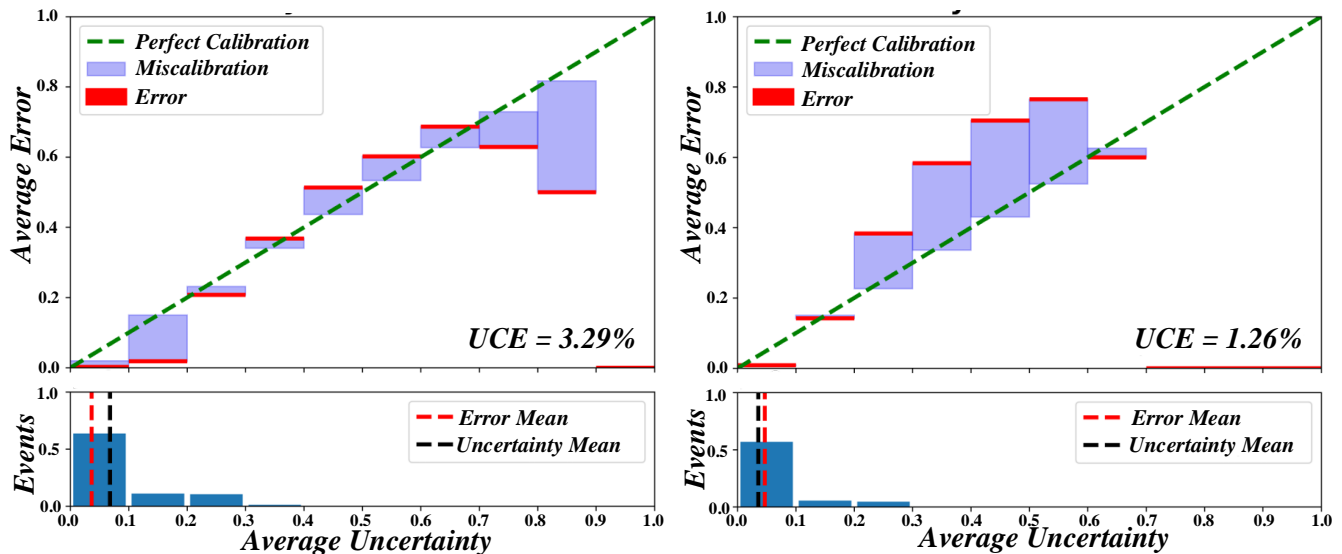 1.0
0.8
0.6
0.4
0.2
0.0
Average Error
Perfect Calibration
Miscalibration
Error
UCE = 3.29%
1.0
0.5
0.0
Events
Error Mean
Uncertainty Mean
0.0 0.1 0.2 0.3 0.4 0.5 0.6 0.7 0.8 0.9 1.0
Average Uncertainty
1.0
0.8
0.6
0.4
0.2
0.0
Average Error
Perfect Calibration
Miscalibration
Error
UCE = 1.26%
1.0
0.5
0.0
Events
Error Mean
Uncertainty Mean
0.0 0.1 0.2 0.3 0.4 0.5 0.6 0.7 0.8 0.9 1.0
Average Uncertainty